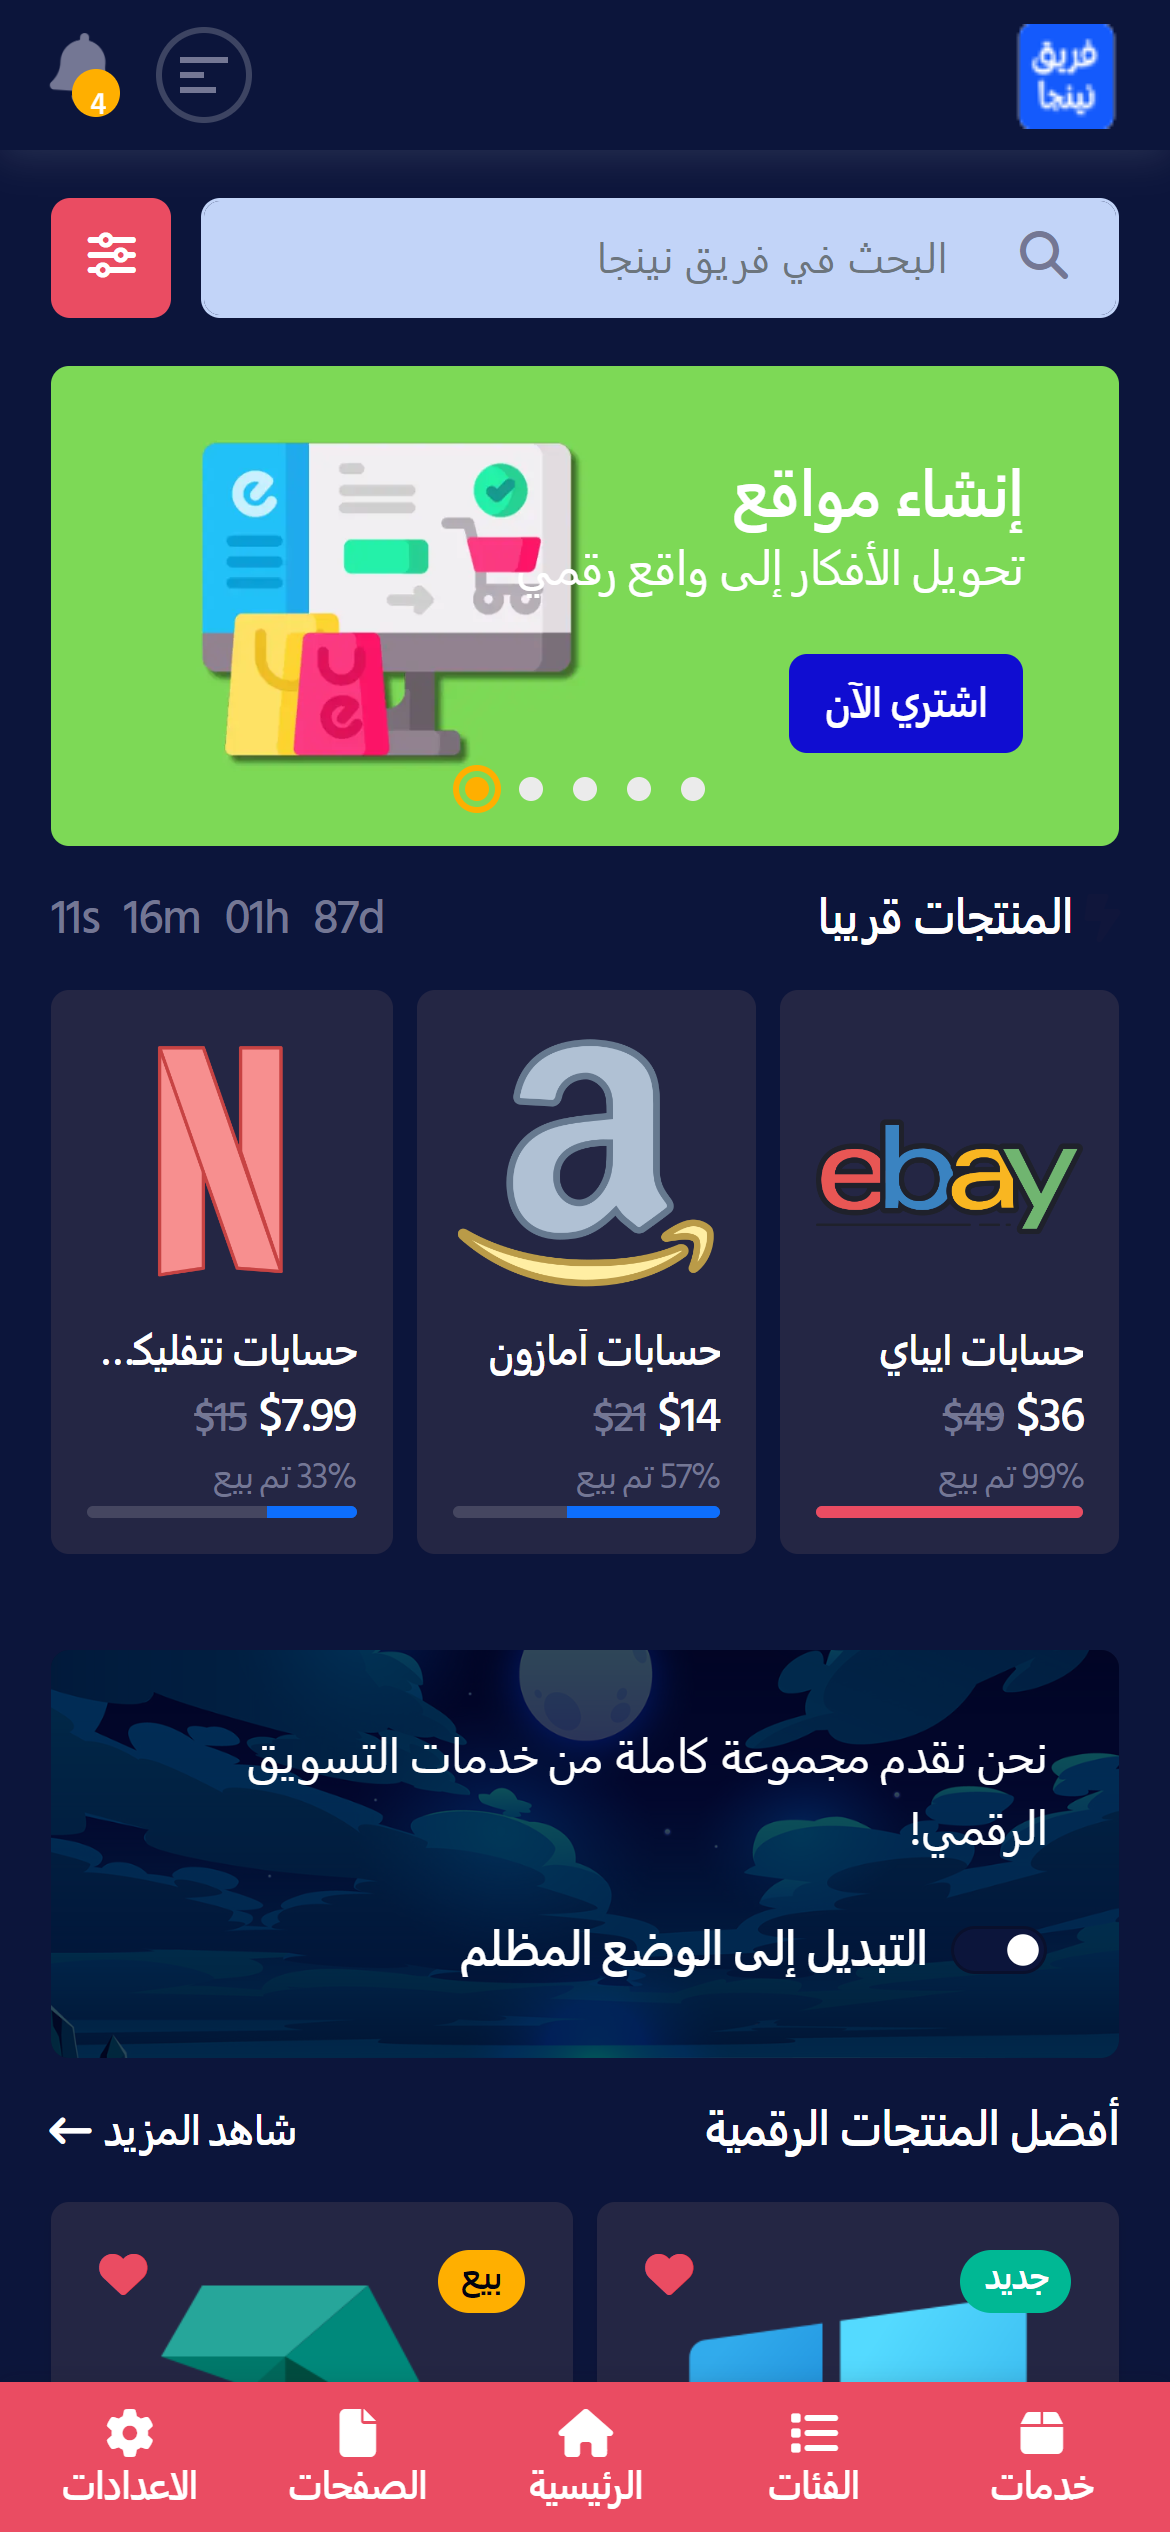 فريق
نينجا
4
البحث في فريق نينجا
إنشاء مواقع
تحويل الأفكار إلى واقع رقمي
اشتري الآن
المنتجات قريبا
11s 16m 01h 87d
ebay
حسابات ايباي
$36 $49
99% تم بيع
a
حسابات أمازون
$14 $21
57% تم بيع
N
حسابات نتفليك...
$7.99 $15
33% تم بيع
نحن نقدم مجموعة كاملة من خدمات التسويق
الرقمي!
التبديل إلى الوضع المظلم
أفضل المنتجات الرقمية
شاهد المزيد
جديد
بيع
خدمات
الفئات
الرئيسية
الصفحات
الاعدادات